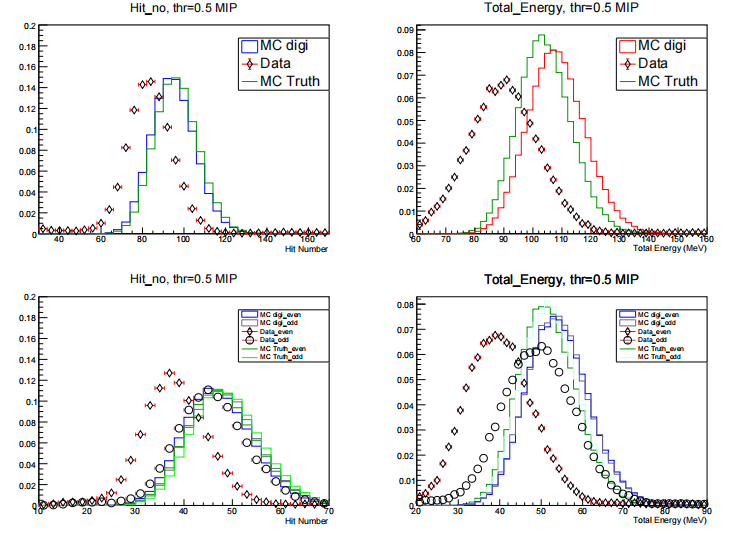 Hit_no, thr=0.5 MIP
0.2
0.18
0.16
0.14
0.12
0.1
0.08
0.06
0.04
0.02
0
MC digi
Data
MC Truth
40 60 80 100 120 140 160
Hit Number
Total_Energy, thr=0.5 MIP
0.09
0.08
0.07
0.06
0.05
0.04
0.03
0.02
0.01
0
MC digi
Data
MC Truth
60 70 80 90 100 110 120 130 140 150 160
Total Energy (MeV)
Hit_no, thr=0.5 MIP
0.2
0.18
0.16
0.14
0.12
0.1
0.08
0.06
0.04
0.02
0
MC digi_even
MC digi_odd
Data_even
Data_odd
MC Truth_even
MC Truth_odd
10 20 30 40 50 60 70
Hit Number
Total_Energy, thr=0.5 MIP
0.08
0.07
0.06
0.05
0.04
0.03
0.02
0.01
0
MC digi_even
MC digi_odd
Data_even
Data_odd
MC Truth_even
MC Truth_odd
20 30 40 50 60 70 80 90
Total Energy (MeV)